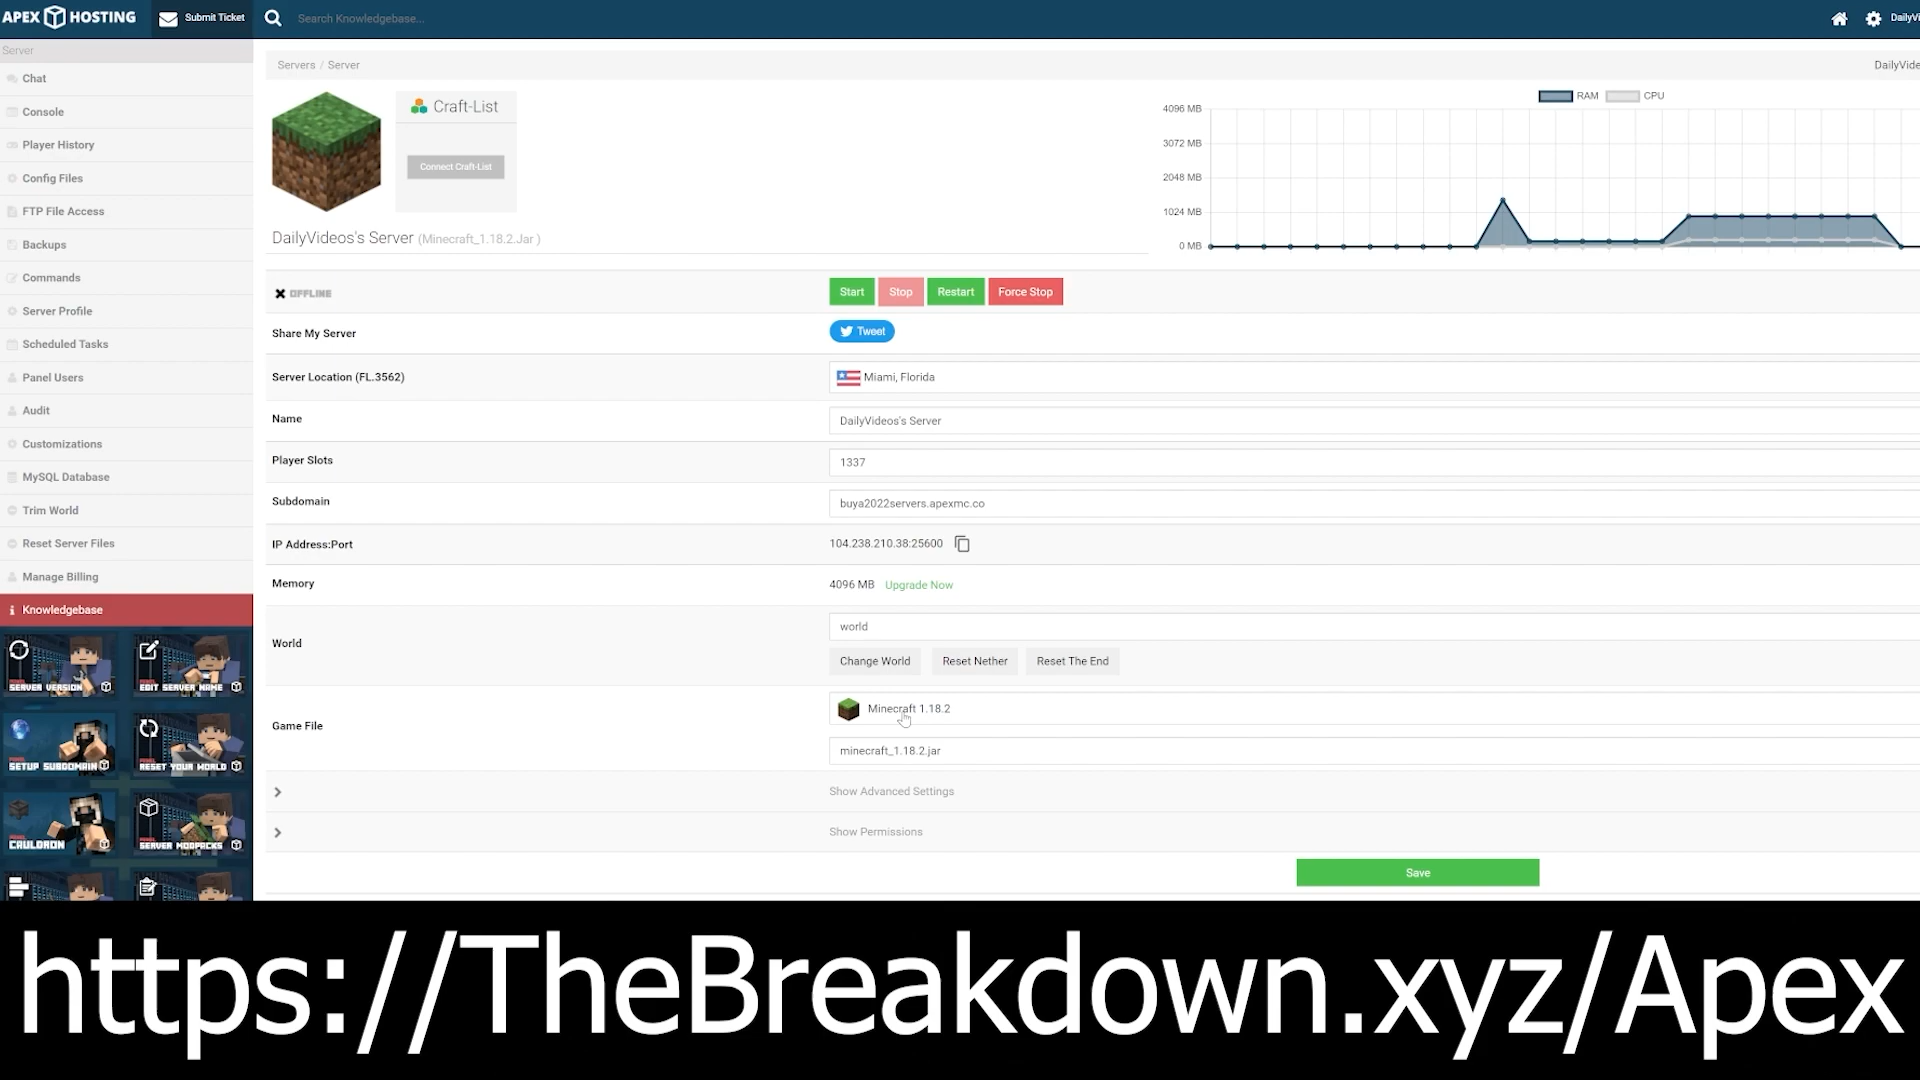 APEX HOSTING
Submit Ticket
Search Knowledgebase...
DailyVi
Server
Chat
Console
Player History
Config Files
FTP File Access
Backups
Commands
Server Profile
Scheduled Tasks
Panel Users
Audit
Customizations
MySQL Database
Trim World
Reset Server Files
Manage Billing
Knowledgebase
SERVER VERSION
EDIT SERVER NAME
SETUP SUBDOMAIN
RESET YOUR WORLD
CAULDRON
SERVER MODPACKS
Servers / Server
DailyVide
Craft-List
Connect Craft-List
DailyVideos's Server (Minecraft_1.18.2.Jar )
RAM
CPU
4096 MB
3072 MB
2048 MB
1024 MB
0 MB
OFFLINE
Start
Stop
Restart
Force Stop
Share My Server
Tweet
Server Location (FL.3562)
Miami, Florida
Name
DailyVideos's Server
Player Slots
1337
Subdomain
buya2022servers.apexmc.co
IP Address:Port
104.238.210.38:25600
Memory
4096 MB Upgrade Now
World
world
Change World
Reset Nether
Reset The End
Game File
Minecraft 1.18.2
minecraft_1.18.2.jar
Show Advanced Settings
Show Permissions
Save
https://TheBreakdown.xyz/Apex